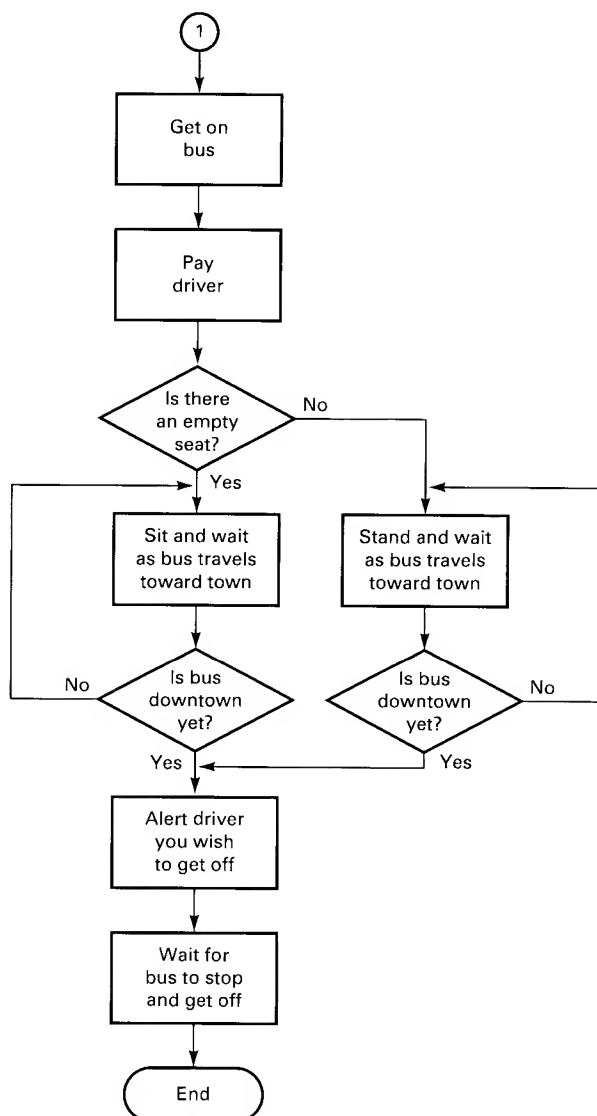 1
Get on
bus
Pay
driver
Is there
an empty
seat?
No
Yes
Sit and wait
as bus travels
toward town
Stand and wait
as bus travels
toward town
No
Is bus
downtown
yet?
Yes
Is bus
downtown
yet?
No
Yes
Alert driver
you wish
to get off
Wait for
bus to stop
and get off
End